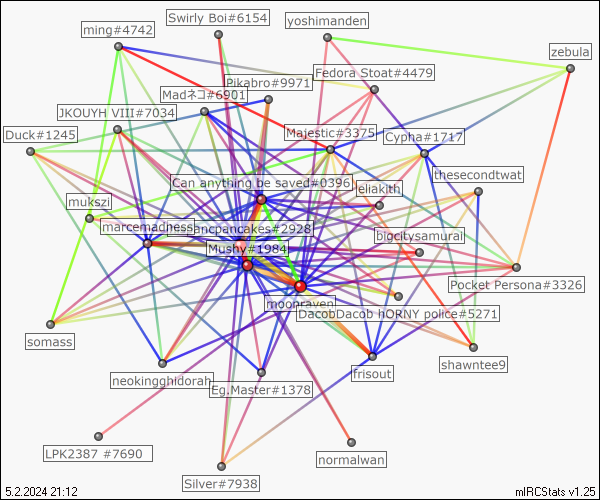 Swirly Boi#6154
yoshimanden
ming#4742
zebula
Fedora Stoat#4479
Pikabro#9971
Madネコ#6901
JKOUYH VIII#7034
Duck#1245
Majestic#3375
Cypha#1717
thesecondtwat
Can anything be saved#0396
eliakith
mukszi
marcemadness
ancpancakes#2928
bigcitysamurai
Mushy#1984
Pocket Persona#3326
moonraven
DacobDacob hORNY police#5271
somass
shawntee9
neokingghidorah
frisout
Eg.Master#1378
LPK2387 #7690
normalwan
Silver#7938
5.2.2024 21:12
mIRCStats v1.25